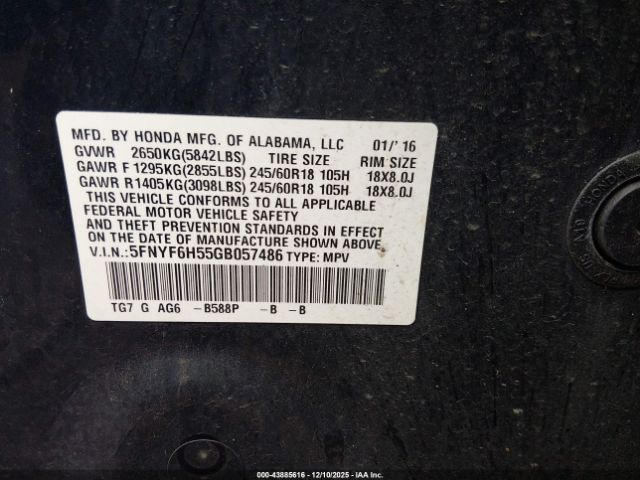 MFD. BY HONDA MFG. OF ALABAMA, LLC 01/' 16
GVWR 2650KG(5842LBS) TIRE SIZE RIM SIZE
GAWR F 1295KG(2855LBS) 245/60R18 105H 18X8.0J
GAWR R 1405KG(3098LBS) 245/60R18 105H 18X8.0J
THIS VEHICLE CONFORMS TO ALL APPLICABLE
FEDERAL MOTOR VEHICLE SAFETY
AND THEFT PREVENTION STANDARDS IN EFFECT
ON THE DATE OF MANUFACTURE SHOWN ABOVE.
V.I.N.:5FNYF6H55GB057486 TYPE: MPV
TG7 G AG6 -B588P -B -B
HONDA
000-43885616 | 12/10/2025 | IAA Inc.